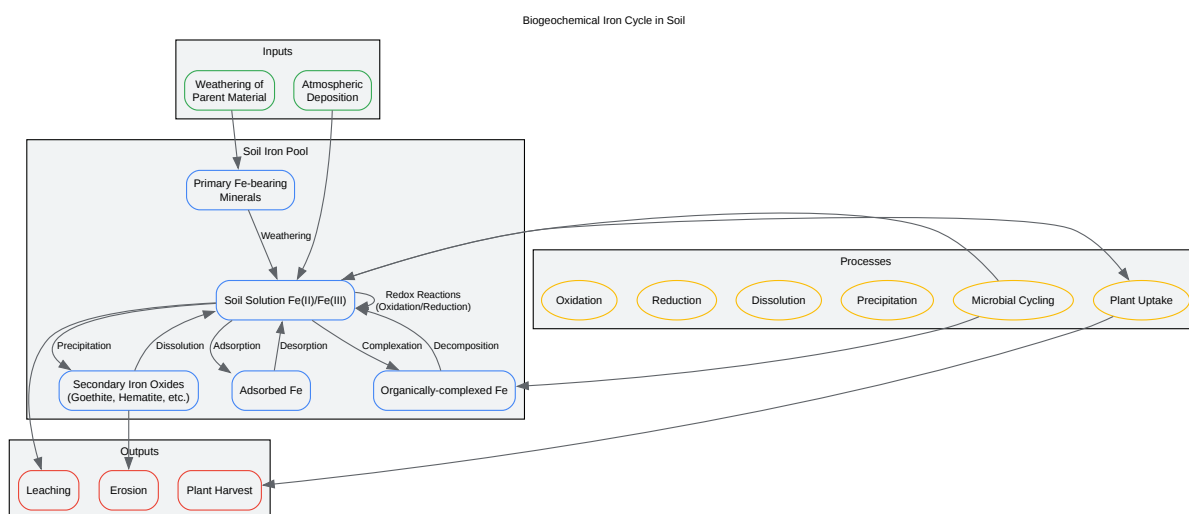 Biogeochemical Iron Cycle in Soil
Inputs
Weathering of
Parent Material
Atmospheric
Deposition
Soil Iron Pool
Primary Fe-bearing
Minerals
Weathering
Processes
Soil Solution Fe(II)/Fe(III)
Redox Reactions
(Oxidation/Reduction)
Oxidation
Reduction
Dissolution
Precipitation
Microbial Cycling
Plant Uptake
Precipitation
Dissolution
Adsorption
Desorption
Complexation
Decomposition
Secondary Iron Oxides
(Goethite, Hematite, etc.)
Adsorbed Fe
Organically-complexed Fe
Outputs
Leaching
Erosion
Plant Harvest